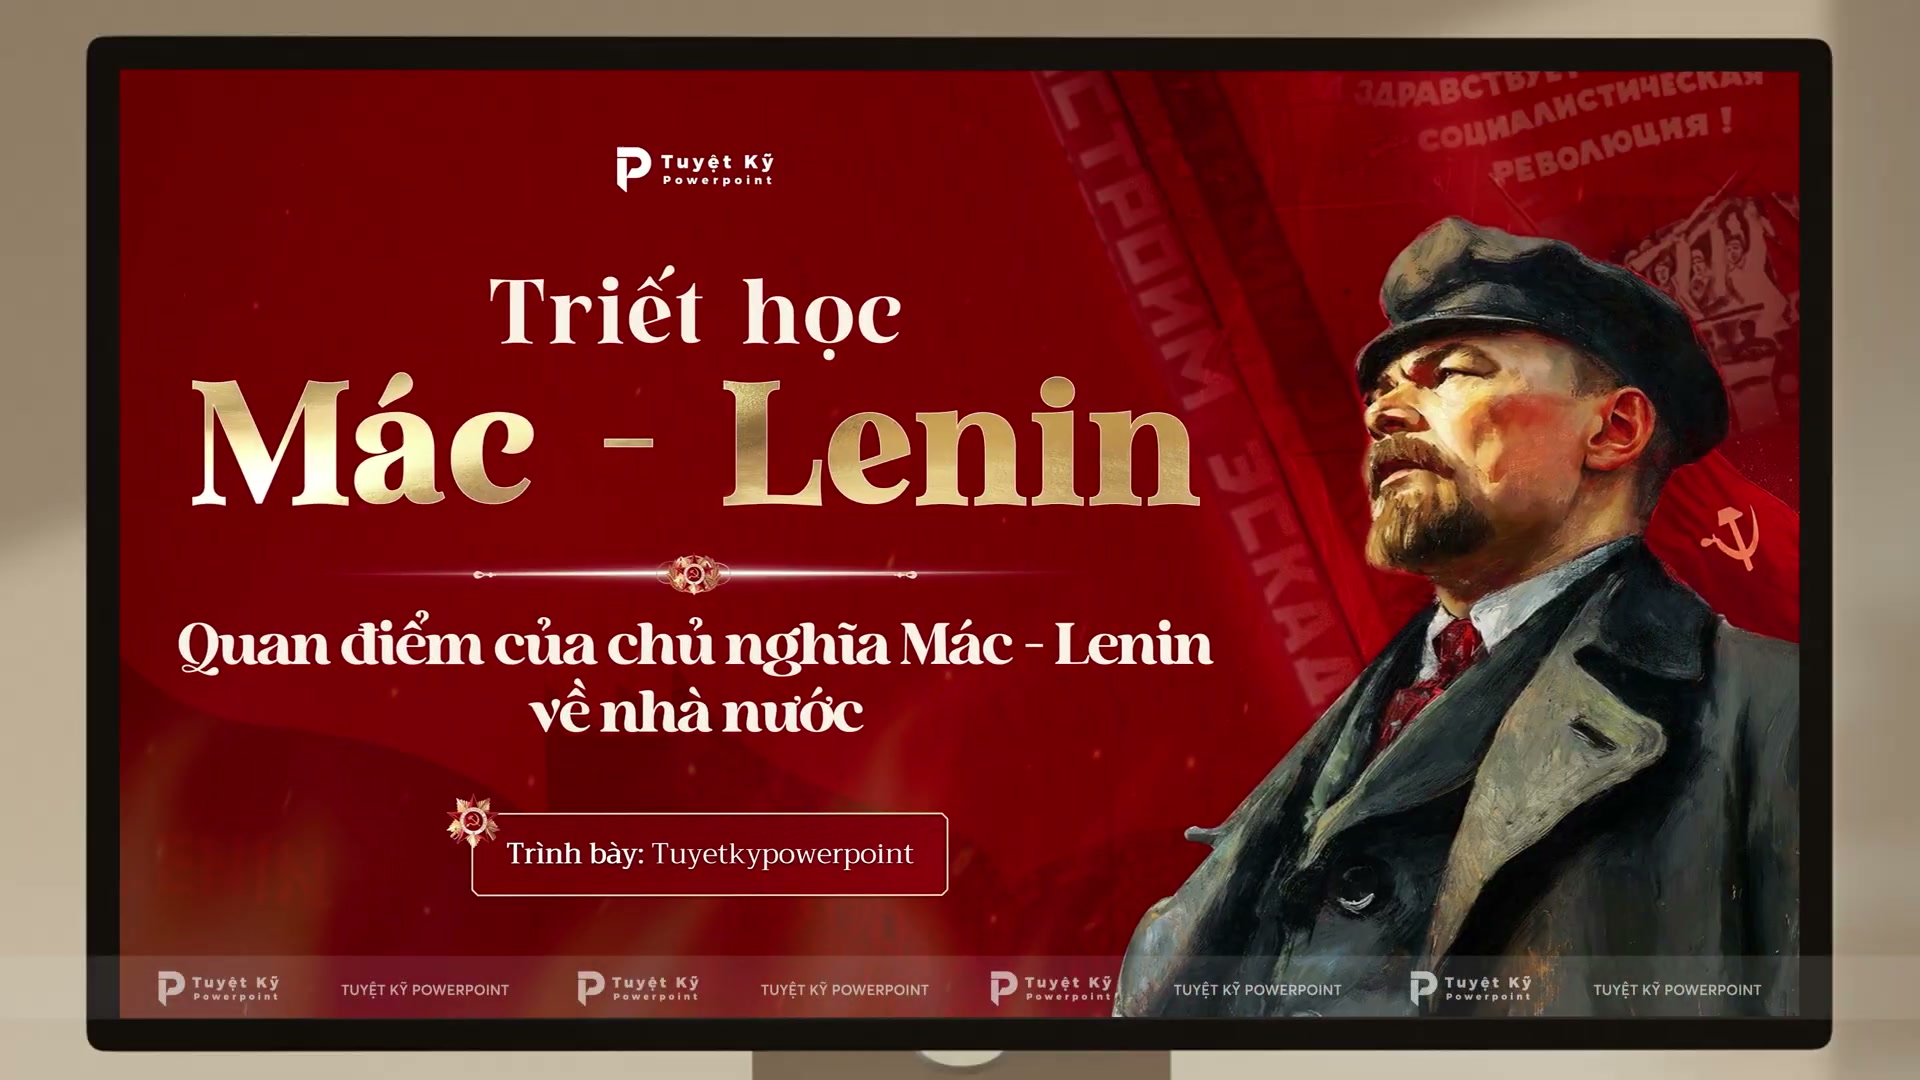 ЗДРАВСТВУЕТ
СОЦИАЛИСТИЧЕСКАЯ
РЕВОЛЮЦИЯ !
СТРОИМ ЭСКАД
Tuyệt Kỹ
Powerpoint
Triết học
Mác - Lenin
Quan điểm của chủ nghĩa Mác - Lenin
về nhà nước
Trình bày: Tuyetkypowerpoint
Tuyệt Kỹ
Powerpoint
TUYỆT KỸ POWERPOINT
Tuyệt Kỹ
Powerpoint
TUYỆT KỸ POWERPOINT
Tuyệt Kỹ
Powerpoint
TUYỆT KỸ POWERPOINT
Tuyệt Kỹ
Powerpoint
TUYỆT KỸ POWERPOINT